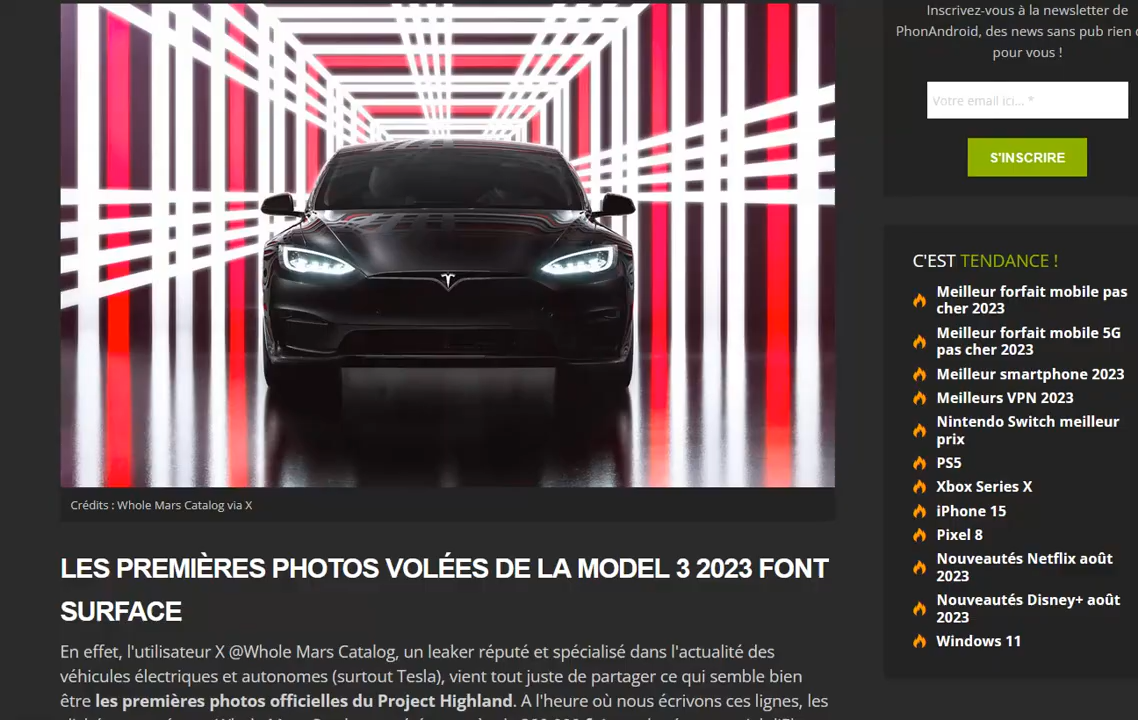 Inscrivez-vous à la newsletter de
PhonAndroid, des news sans pub rien
pour vous !
Votre email ici... *
S'INSCRIRE
C'EST TENDANCE !
Meilleur forfait mobile pas
cher 2023
Meilleur forfait mobile 5G
pas cher 2023
Meilleur smartphone 2023
Meilleurs VPN 2023
Nintendo Switch meilleur
prix
PS5
Xbox Series X
iPhone 15
Pixel 8
Nouveautés Netflix août
2023
Nouveautés Disney+ août
2023
Windows 11
Crédits : Whole Mars Catalog via X
LES PREMIÈRES PHOTOS VOLÉES DE LA MODEL 3 2023 FONT
SURFACE
En effet, l'utilisateur X @Whole Mars Catalog, un leaker réputé et spécialisé dans l'actualité des
véhicules électriques et autonomes (surtout Tesla), vient tout juste de partager ce qui semble bien
être les premières photos officielles du Project Highland. A l'heure où nous écrivons ces lignes, les